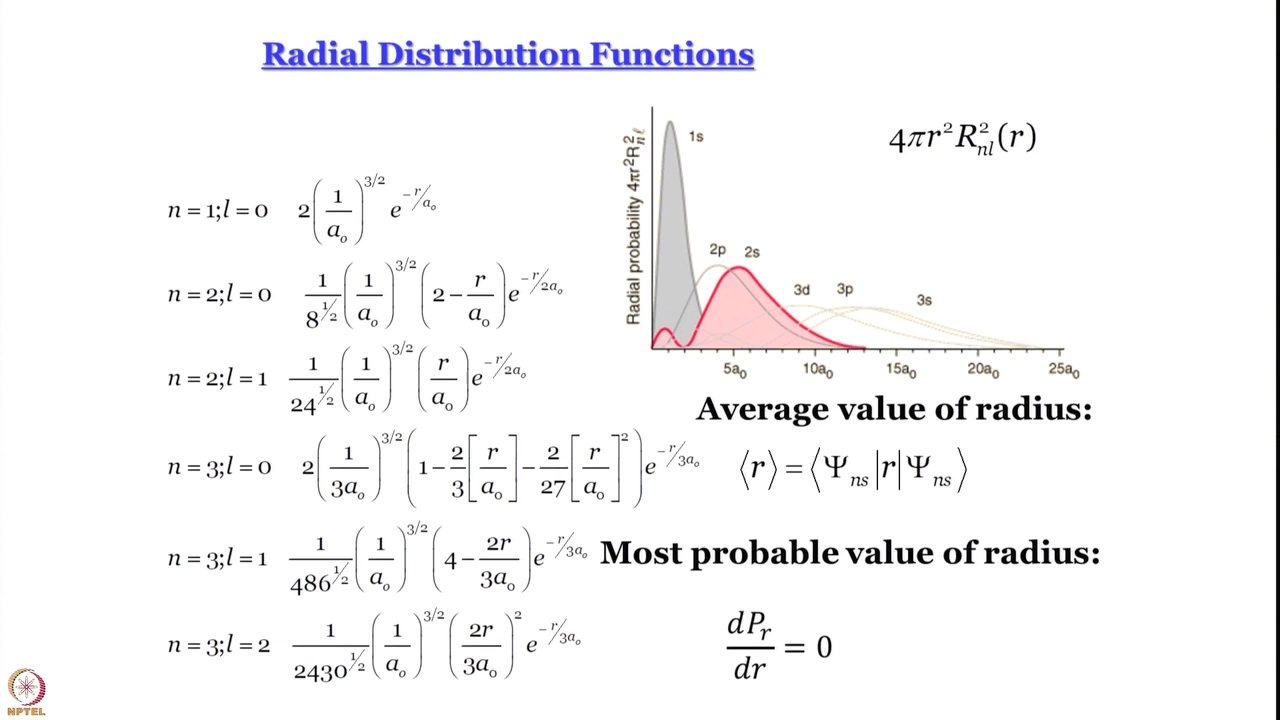 Radial Distribution Functions
n = 1; l = 0 2(1/a₀)^{3/2} e^{-r/a₀}
n = 2; l = 0 1/8^{1/2} (1/a₀)^{3/2} (2 - r/a₀) e^{-r/2a₀}
n = 2; l = 1 1/24^{1/2} (1/a₀)^{3/2} (r/a₀) e^{-r/2a₀}
n = 3; l = 0 2(1/3a₀)^{3/2} (1 - 2/3 [r/a₀] - 2/27 [r/a₀]^2) e^{-r/3a₀}
n = 3; l = 1 1/486^{1/2} (1/a₀)^{3/2} (4 - 2r/3a₀) e^{-r/3a₀}
n = 3; l = 2 1/2430^{1/2} (1/a₀)^{3/2} (2r/3a₀)^2 e^{-r/3a₀}
4πr²R²ₙₗ(r)
Radial probability 4πr²R²nℓ
1s
2p 2s
3d 3p 3s
5a₀ 10a₀ 15a₀ 20a₀ 25a₀
Average value of radius:
⟨r⟩ = ⟨Ψₙₛ|r|Ψₙₛ⟩
Most probable value of radius:
dPᵣ/dr = 0
NPTEL